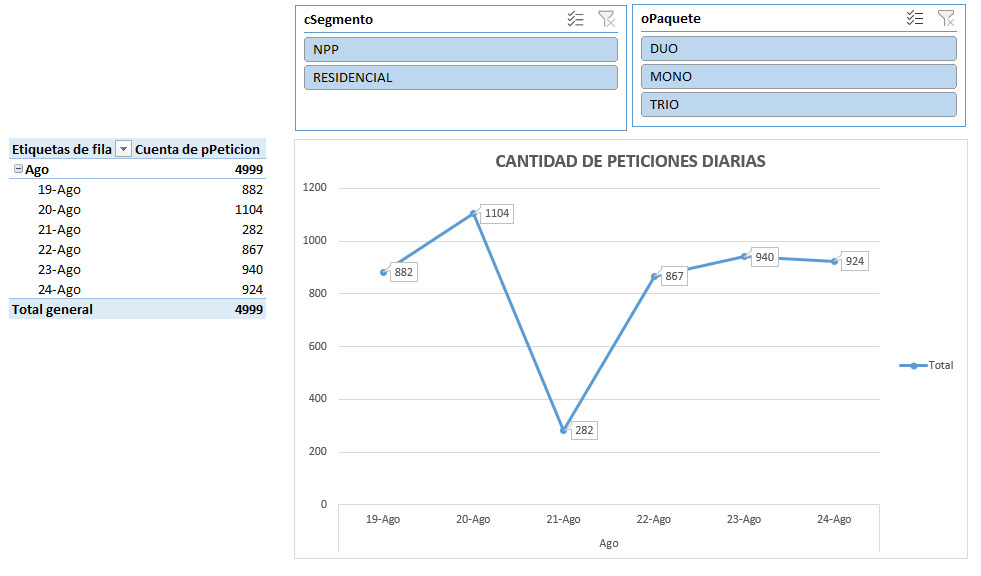 cSegmento
NPP
RESIDENCIAL
oPaquete
DUO
MONO
TRIO
Etiquetas de fila Cuenta de pPeticion
Ago 4999
19-Ago 882
20-Ago 1104
21-Ago 282
22-Ago 867
23-Ago 940
24-Ago 924
Total general 4999
CANTIDAD DE PETICIONES DIARIAS
1200
1000
800
600
400
200
0
882
1104
282
867
940
924
19-Ago 20-Ago 21-Ago 22-Ago 23-Ago 24-Ago
Ago
Total